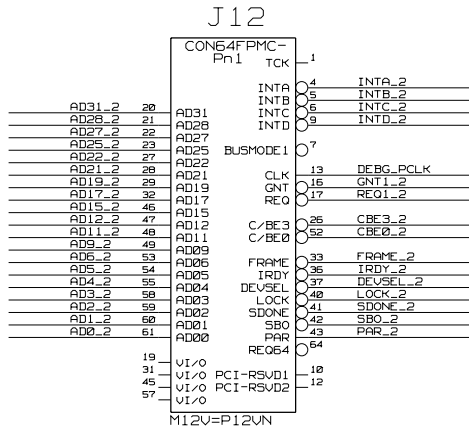 J12
CON64FPMC-
Pn1
TCK 1
INTA 4 INTA_2
INTB 5 INTB_2
INTC 6 INTC_2
INTD 9 INTD_2
AD31_2 20 AD31
AD28_2 21 AD28
AD27_2 22 AD27
AD25_2 23 AD25
BUSMODE1 7
AD22_2 27 AD22
AD21_2 28 AD21 CLK 13 DEBG_PCLK
AD19_2 29 AD19 GNT 16 GNT1_2
AD17_2 32 AD17 REQ 17 REQ1_2
AD15_2 46 AD15
AD12_2 47 AD12 C/BE3 26 CBE3_2
AD11_2 48 AD11 C/BE0 52 CBE0_2
AD9_2 49 AD09
AD6_2 53 AD06 FRAME 33 FRAME_2
AD5_2 54 AD05 IRDY 36 IRDY_2
AD4_2 55 AD04 DEVSEL 37 DEVSEL_2
AD3_2 58 AD03 LOCK 40 LOCK_2
AD2_2 59 AD02 SDONE 41 SDONE_2
AD1_2 60 AD01 SBO 42 SBO_2
AD0_2 61 AD00 PAR 43 PAR_2
REQ64 64
19 VI/O
31 VI/O PCI-RSVD1 10
45 VI/O PCI-RSVD2 12
57 VI/O
M12V=P12VN